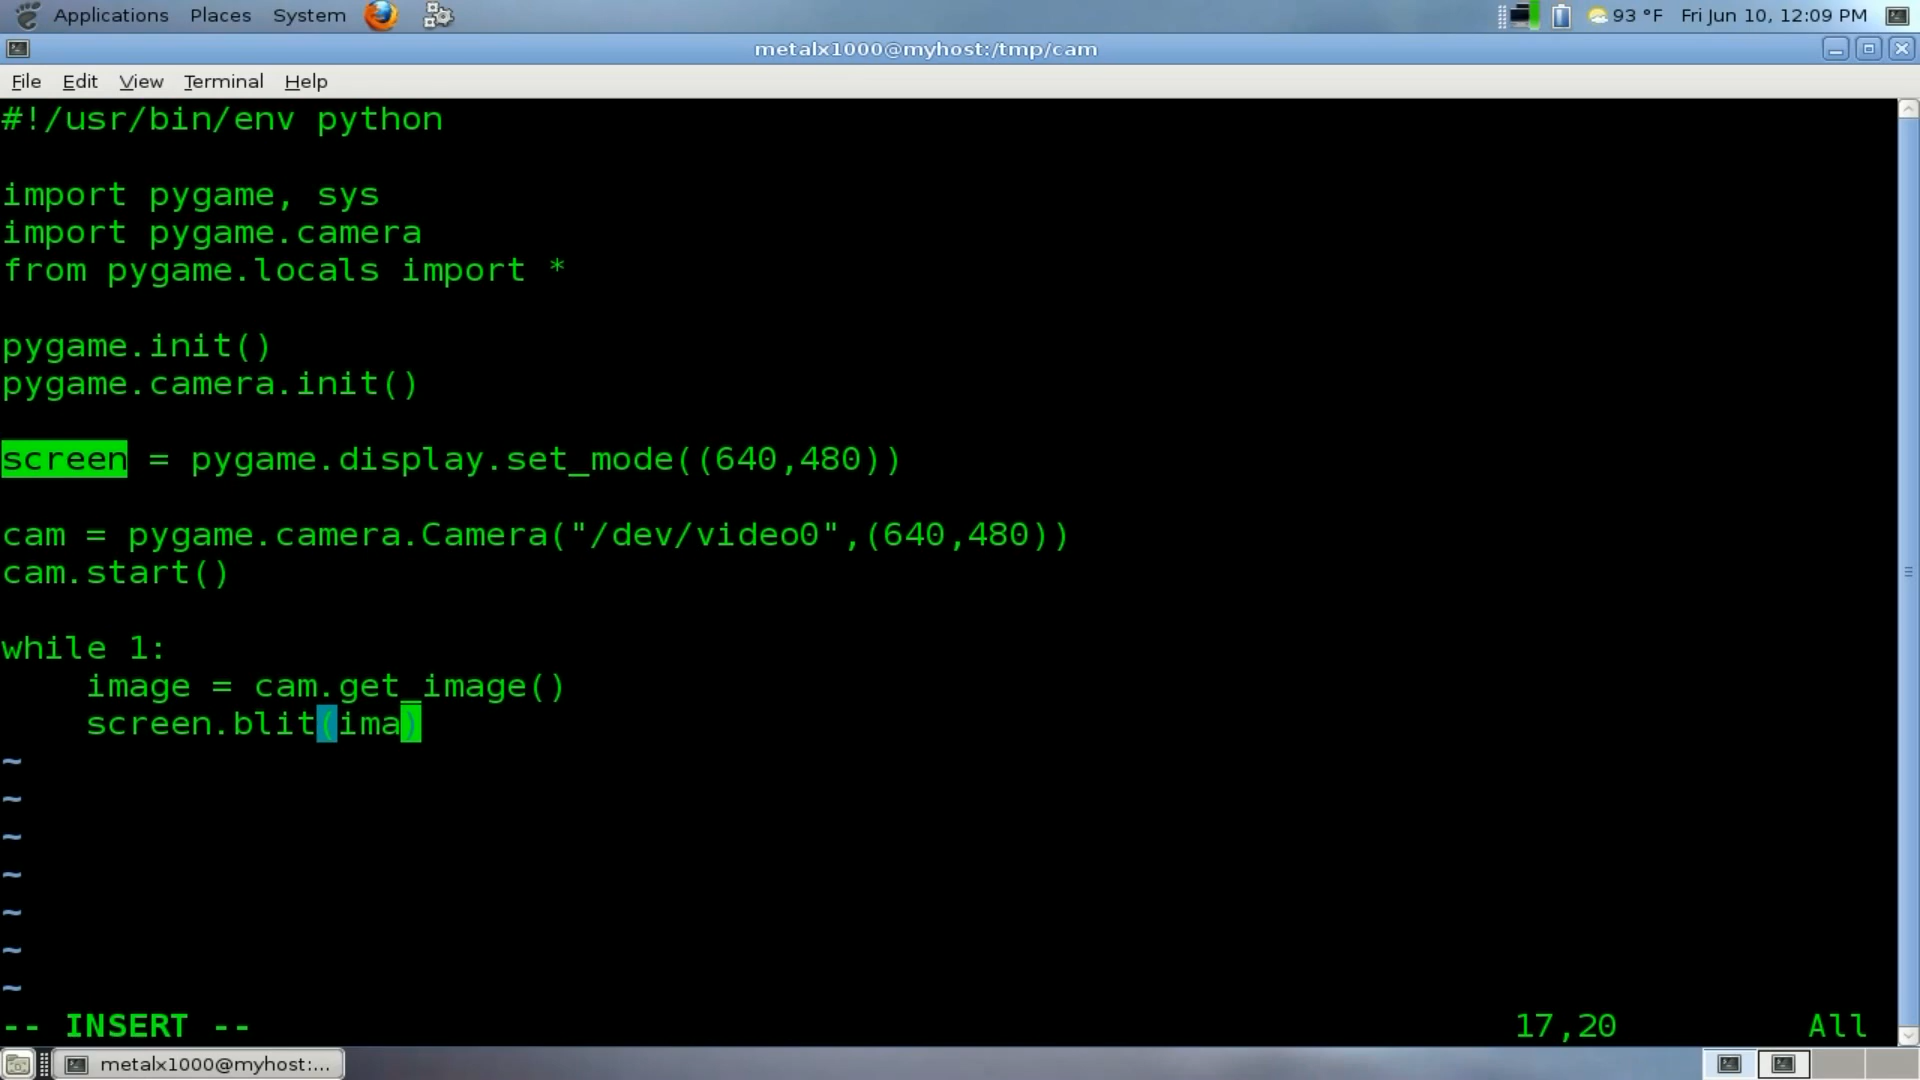 Applications Places System 93 °F Fri Jun 10, 12:09 PM
metalx1000@myhost:/tmp/cam
File Edit View Terminal Help
#!/usr/bin/env python
import pygame, sys
import pygame.camera
from pygame.locals import *
pygame.init()
pygame.camera.init()
screen = pygame.display.set_mode((640,480))
cam = pygame.camera.Camera("/dev/video0",(640,480))
cam.start()
while 1:
    image = cam.get_image()
    screen.blit(ima)
~
~
~
~
~
~
~
-- INSERT -- 17,20 All
metalx1000@myhost:...